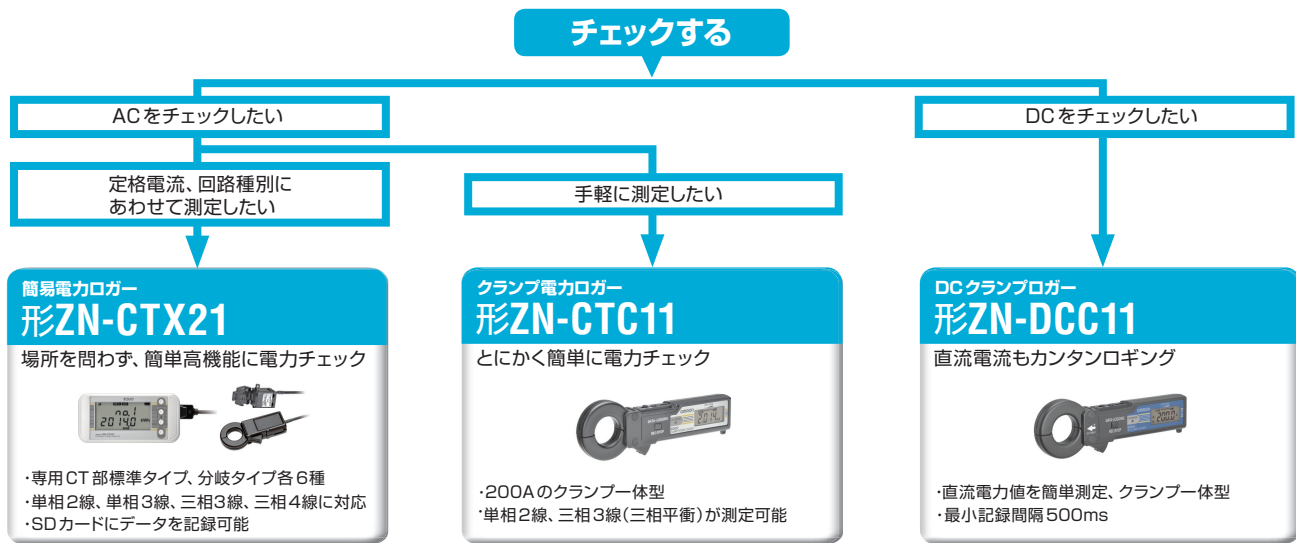 チェックする
ACをチェックしたい
DCをチェックしたい
定格電流、回路種別に
あわせて測定したい
手軽に測定したい
簡易電力ロガー
形ZN-CTX21
場所を問わず、簡単高機能に電力チェック
no.1
2014.0 kWh
・専用CT部標準タイプ、分岐タイプ各6種
・単相2線、単相3線、三相3線、三相4線に対応
・SDカードにデータを記録可能
クランプ電力ロガー
形ZN-CTC11
とにかく簡単に電力チェック
・200Aのクランプ一体型
・単相2線、三相3線(三相平衡)が測定可能
DCクランプロガー
形ZN-DCC11
直流電流もカンタンロギング
200.0
・直流電力値を簡単測定、クランプ一体型
・最小記録間隔500ms